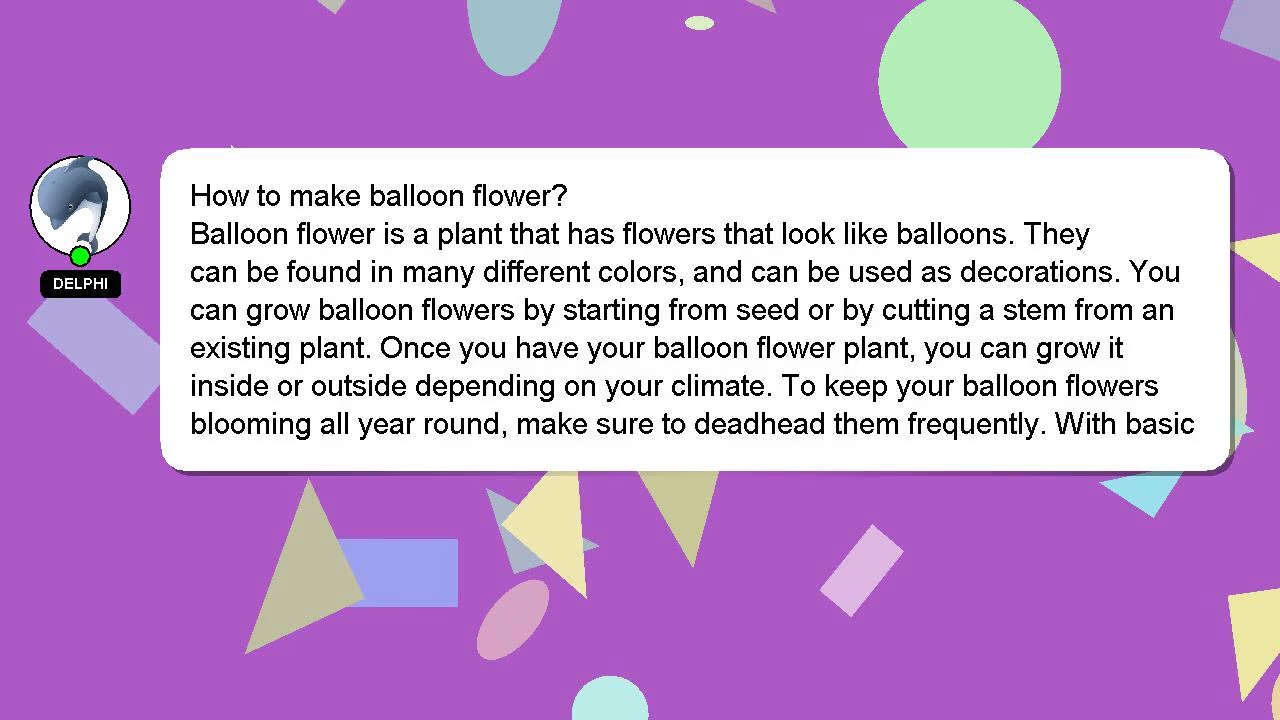 DELPHI
How to make balloon flower?
Balloon flower is a plant that has flowers that look like balloons. They
can be found in many different colors, and can be used as decorations. You
can grow balloon flowers by starting from seed or by cutting a stem from an
existing plant. Once you have your balloon flower plant, you can grow it
inside or outside depending on your climate. To keep your balloon flowers
blooming all year round, make sure to deadhead them frequently. With basic